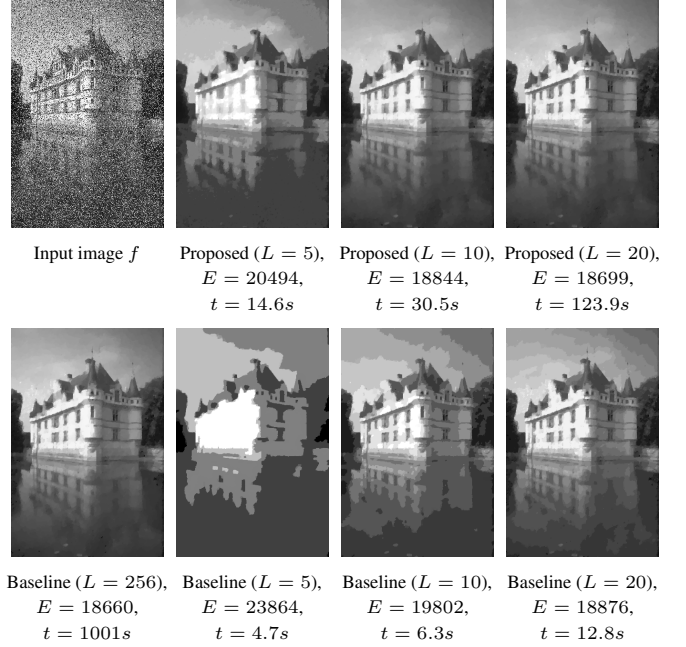 Input image f
Proposed (L = 5),
E = 20494,
t = 14.6s
Proposed (L = 10),
E = 18844,
t = 30.5s
Proposed (L = 20),
E = 18699,
t = 123.9s
Baseline (L = 256),
E = 18660,
t = 1001s
Baseline (L = 5),
E = 23864,
t = 4.7s
Baseline (L = 10),
E = 19802,
t = 6.3s
Baseline (L = 20),
E = 18876,
t = 12.8s